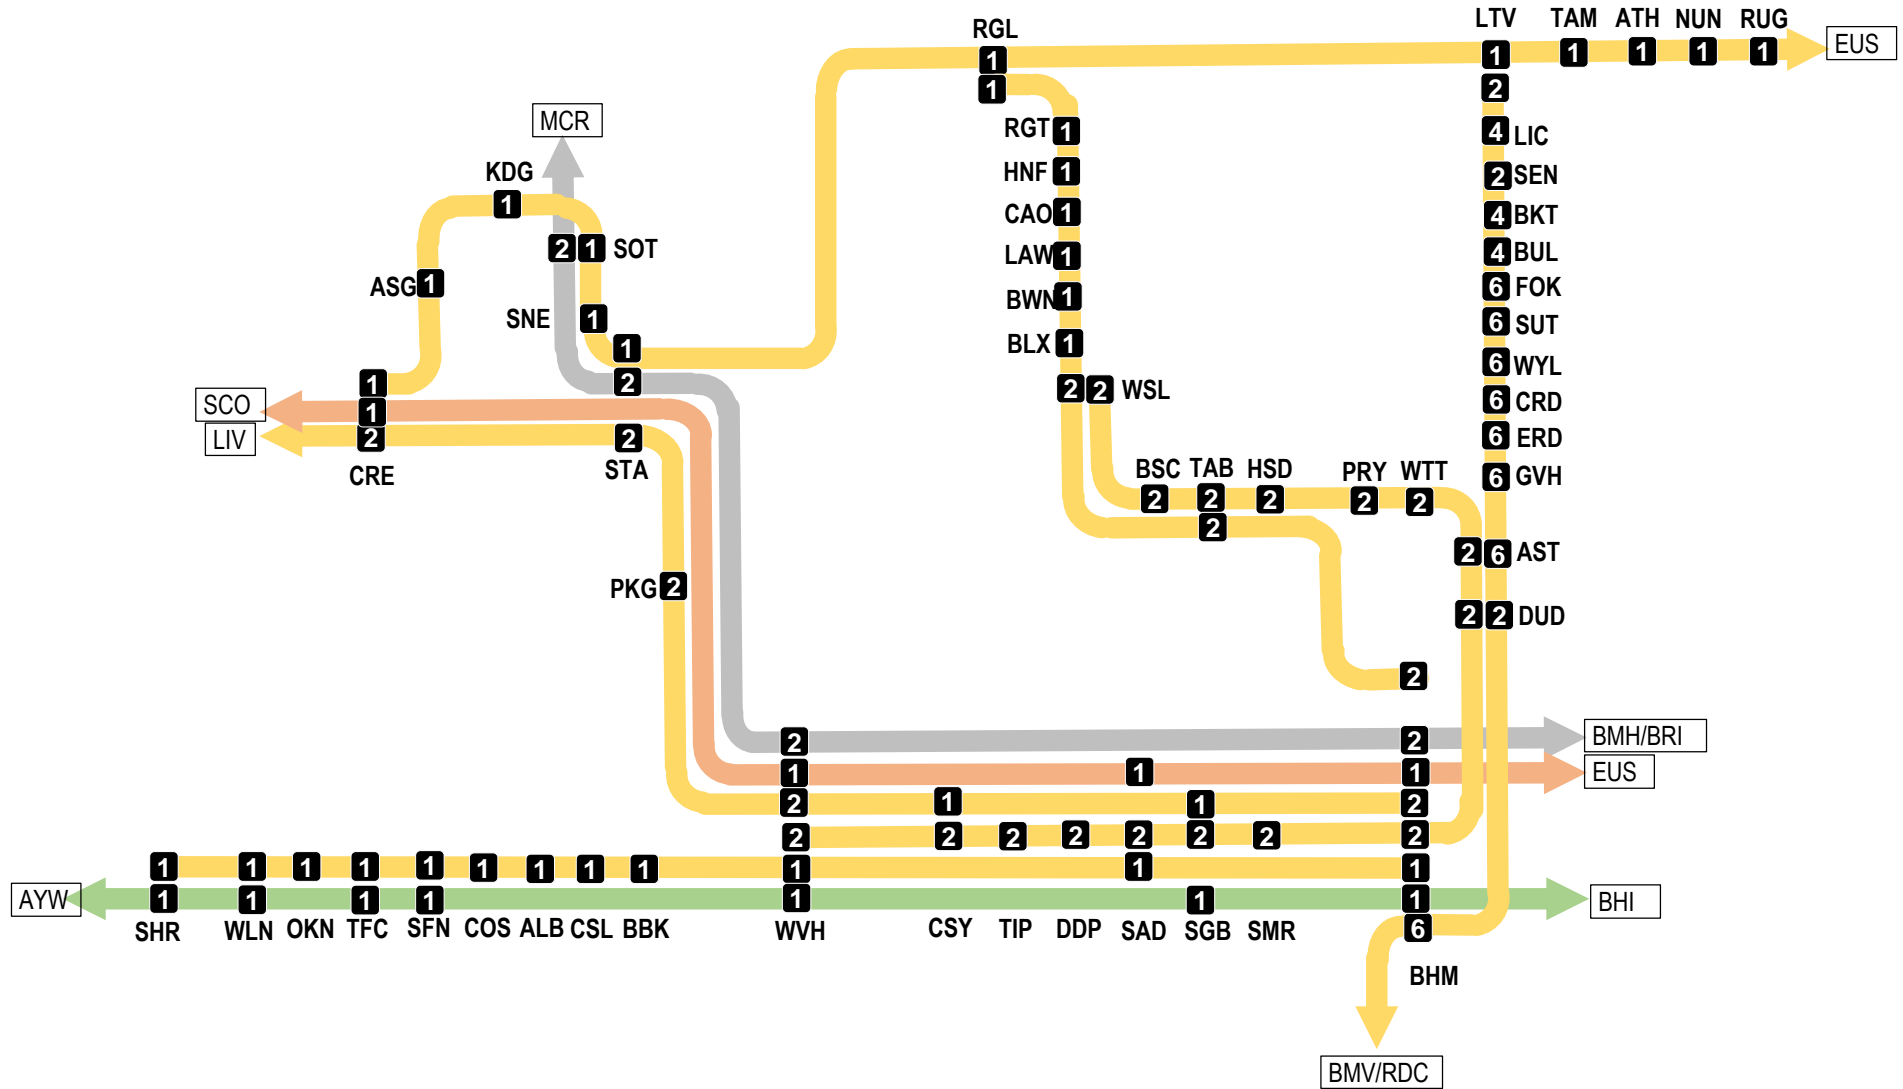 RGL LTV TAM ATH NUN RUG
1 1 1 1 1 1 EUS
1 2
MCR
RGT 1 4 LIC
KDG HNF 1 2 SEN
1 CAO 1 4 BKT
2 1 SOT LAW 1 4 BUL
ASG 1 BWN 1 6 FOK
SNE 1 6 SUT
1 BLX 1 6 WYL
1 2 2 2 WSL
SCO 1 6 CRD
LIV 2 2 6 ERD
CRE STA BSC TAB HSD PRY WTT 6 GVH
2 2 2 2 2
2
2 6 AST
PKG 2 2 2 DUD
2
2 2 BMH/BRI
1 1 1 EUS
2 1 1 2
2 2 2 2 2 2 2 2
1 1 1 1 1 1 1 1 1 1 1 1
AYW 1 1 1 1 1 1 1 BHI
SHR WLN OKN TFC SFN COS ALB CSL BBK WVH CSY TIP DDP SAD SGB SMR 6
BHM
BMV/RDC